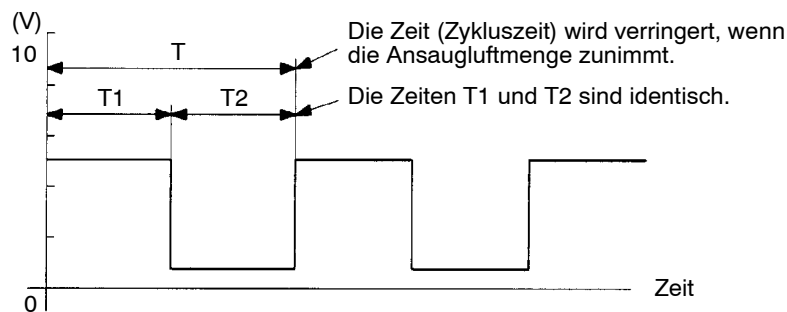 (V)
10
T
Die Zeit (Zykluszeit) wird verringert, wenn
die Ansaugluftmenge zunimmt.
T1
T2
Die Zeiten T1 und T2 sind identisch.
Zeit
0